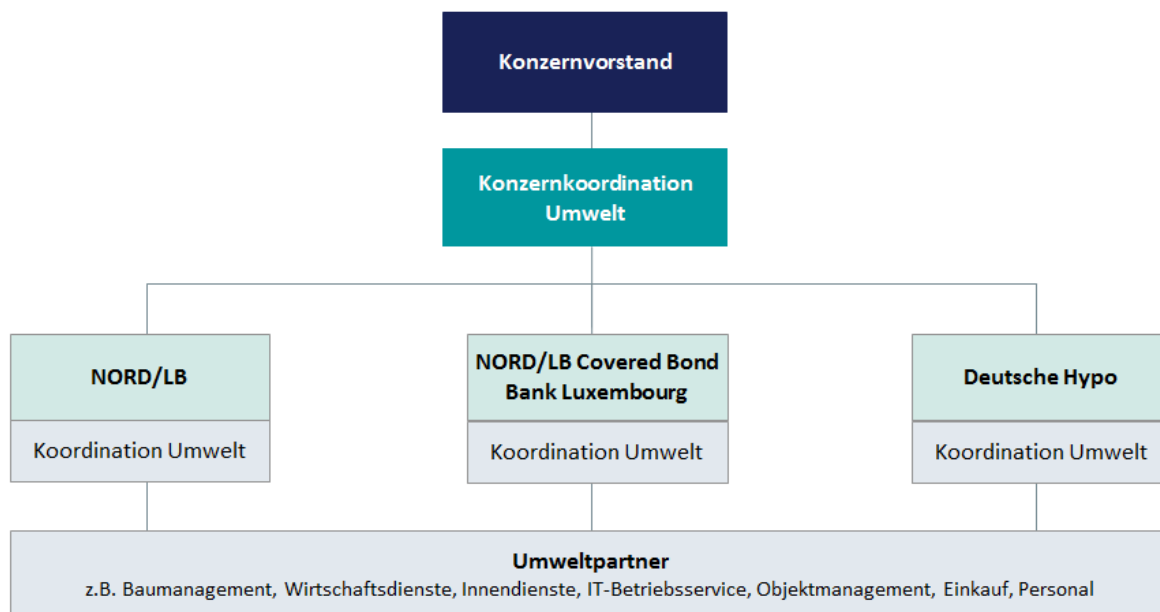 Konzernvorstand
Konzernkoordination
Umwelt
NORD/LB
Koordination Umwelt
NORD/LB Covered Bond
Bank Luxembourg
Koordination Umwelt
Deutsche Hypo
Koordination Umwelt
Umweltpartner
z.B. Baumanagement, Wirtschaftsdienste, Innendienste, IT-Betriebsservice, Objektmanagement, Einkauf, Personal